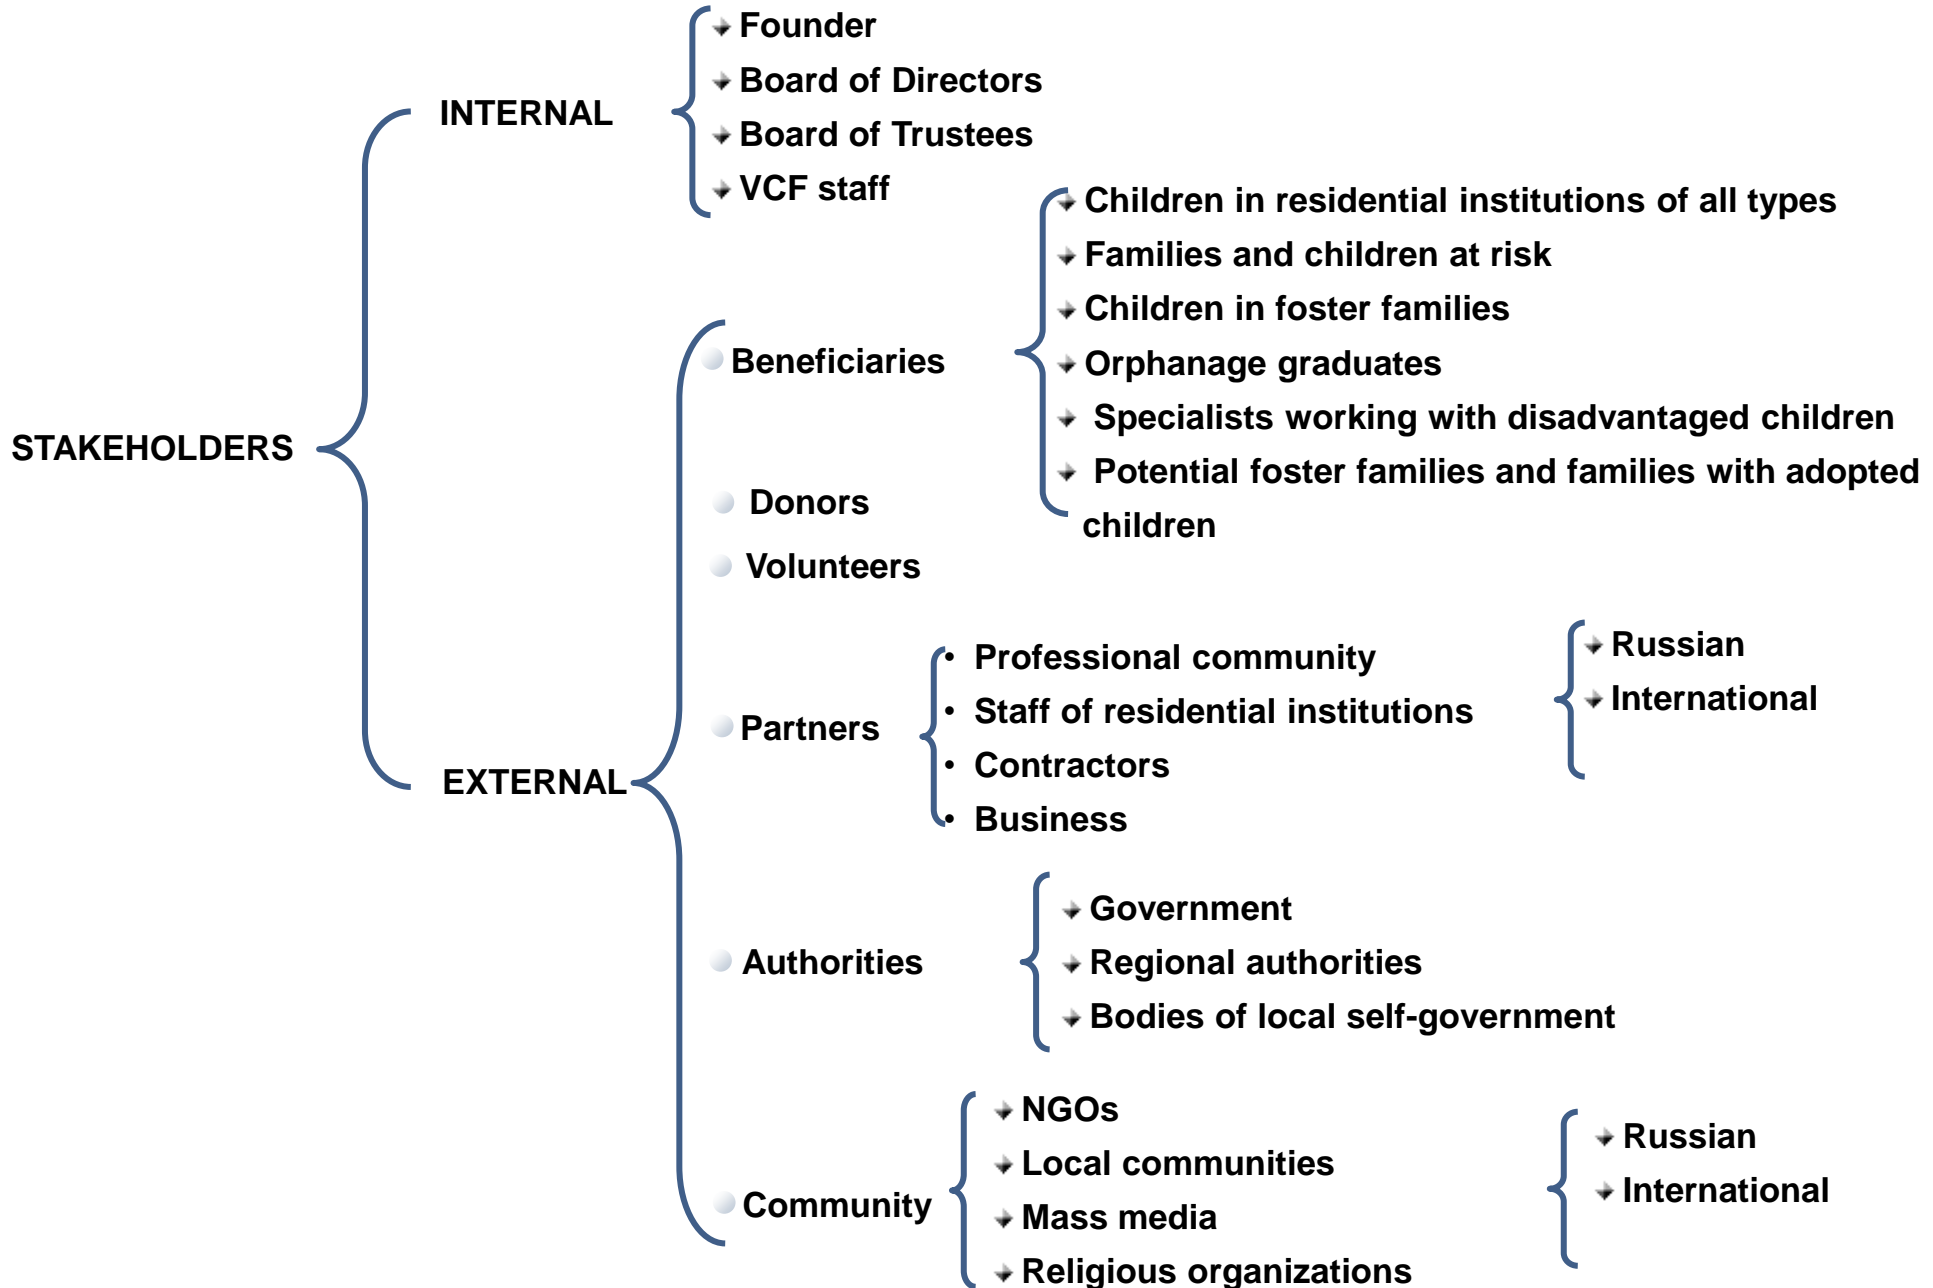 STAKEHOLDERS
INTERNAL
Founder
Board of Directors
Board of Trustees
VCF staff
EXTERNAL
Beneficiaries
Children in residential institutions of all types
Families and children at risk
Children in foster families
Orphanage graduates
Specialists working with disadvantaged children
Potential foster families and families with adopted
children
Donors
Volunteers
Partners
Professional community
Staff of residential institutions
Contractors
Business
Russian
International
Authorities
Government
Regional authorities
Bodies of local self-government
Community
NGOs
Local communities
Mass media
Religious organizations
Russian
International